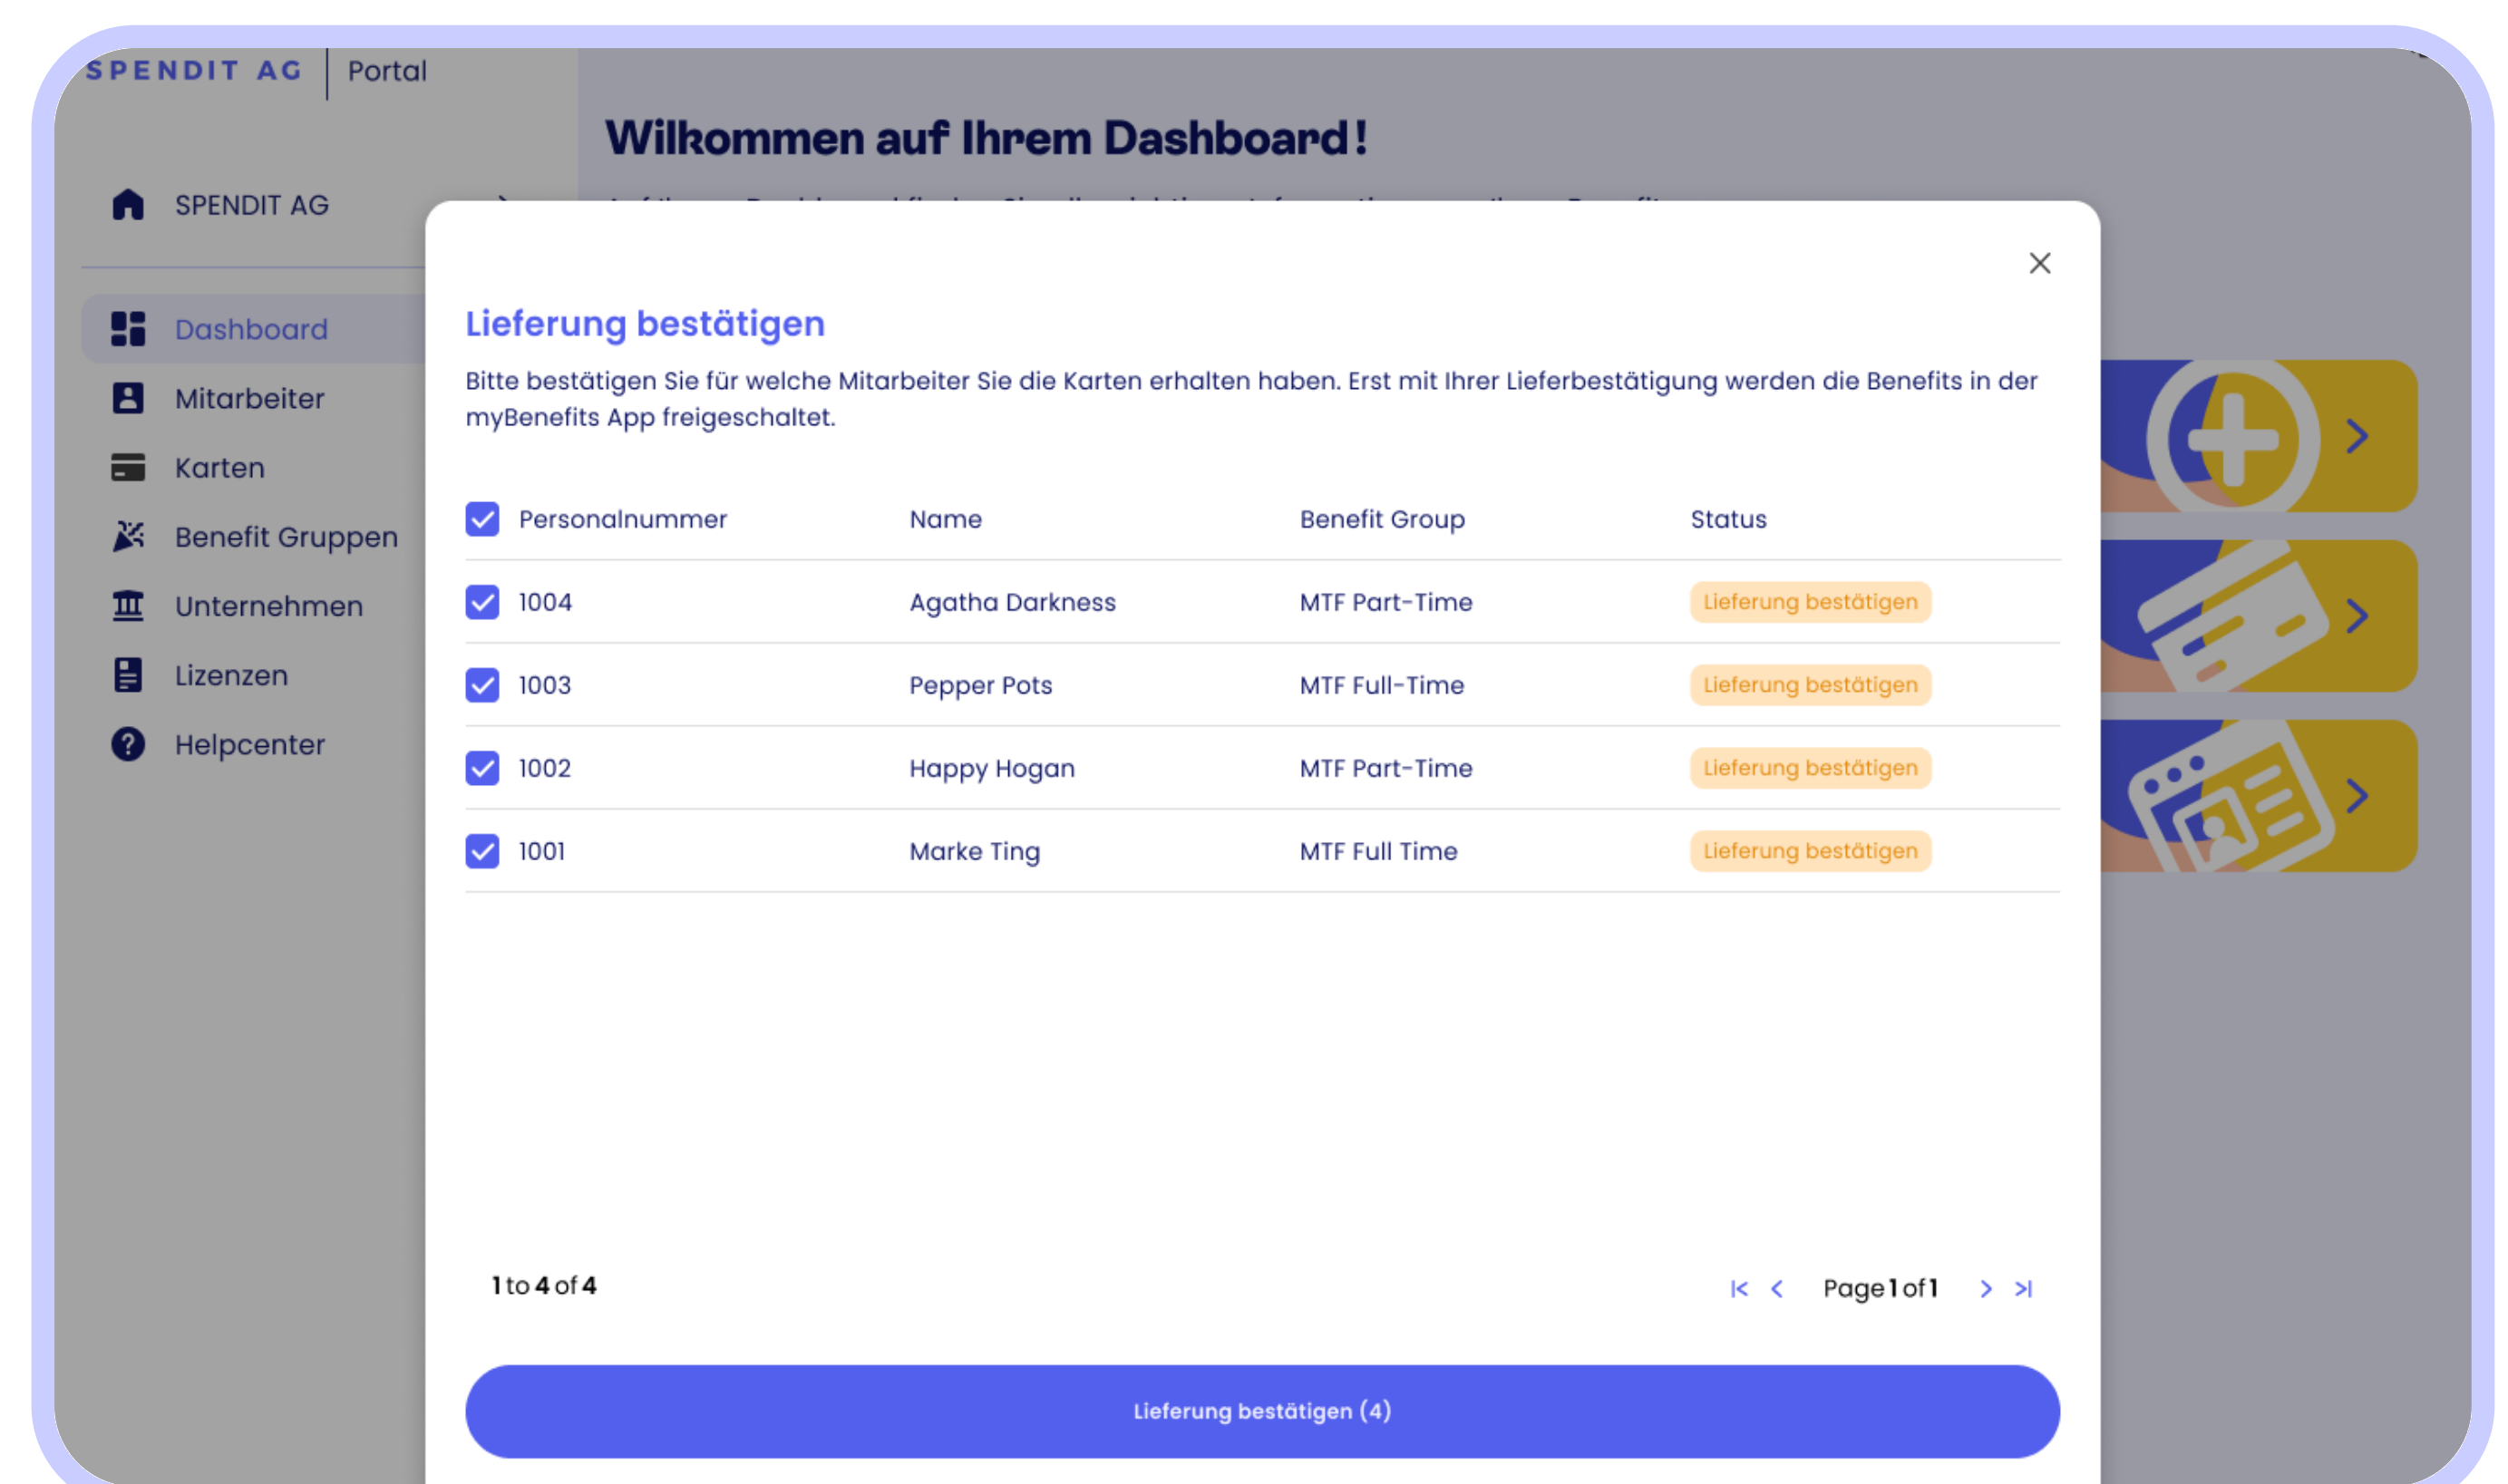 SPENDIT AG | Portal
SPENDIT AG
Dashboard
Mitarbeiter
Karten
Benefit Gruppen
Unternehmen
Lizenzen
Helpcenter
Wilkommen auf Ihrem Dashboard!
Lieferung bestätigen
Bitte bestätigen Sie für welche Mitarbeiter Sie die Karten erhalten haben. Erst mit Ihrer Lieferbestätigung werden die Benefits in der
myBenefits App freigeschaltet.
Personalnummer Name Benefit Group Status
1004 Agatha Darkness MTF Part-Time Lieferung bestätigen
1003 Pepper Pots MTF Full-Time Lieferung bestätigen
1002 Happy Hogan MTF Part-Time Lieferung bestätigen
1001 Marke Ting MTF Full Time Lieferung bestätigen
1 to 4 of 4
Page 1 of 1
Lieferung bestätigen (4)